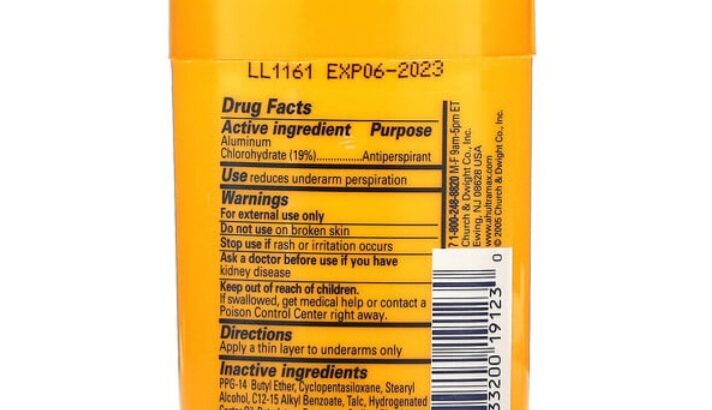 LL1161 EXP06-2023
Drug Facts
Active ingredient Purpose
Aluminum
Chlorohydrate (19%)..............Antiperspirant
Use reduces underarm perspiration
Warnings
For external use only
Do not use on broken skin
Stop use if rash or irritation occurs
Ask a doctor before use if you have
kidney disease
Keep out of reach of children.
If swallowed, get medical help or contact a
Poison Control Center right away.
Directions
Apply a thin layer to underarms only
Inactive ingredients
PPG-14 Butyl Ether, Cyclopentasiloxane, Stearyl
Alcohol, C12-15 Alkyl Benzoate, Talc, Hydrogenated
1-800-248-8820 M-F 9am-5pm ET
Church & Dwight Co., Inc.
Ewing, NJ 08628 USA
www.ahultramax.com
© 2005 Church & Dwight Co., Inc.
33200 19123 0